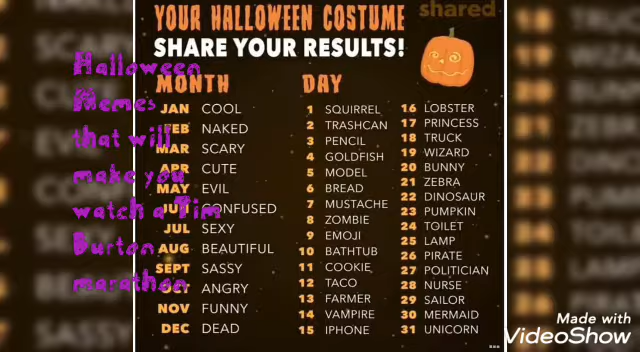 shared
YOUR HALLOWEEN COSTUME
SHARE YOUR RESULTS!
Halloween
Memes
that will
make you
watch a Tim
Burton
marathon
MONTH
JAN COOL
FEB NAKED
MAR SCARY
APR CUTE
MAY EVIL
JUN CONFUSED
JUL SEXY
AUG BEAUTIFUL
SEPT SASSY
OCT ANGRY
NOV FUNNY
DEC DEAD
DAY
1 SQUIRREL
2 TRASHCAN
3 PENCIL
4 GOLDFISH
5 MODEL
6 BREAD
7 MUSTACHE
8 ZOMBIE
9 EMOJI
10 BATHTUB
11 COOKIE
12 TACO
13 FARMER
14 VAMPIRE
15 IPHONE
16 LOBSTER
17 PRINCESS
18 TRUCK
19 WIZARD
20 BUNNY
21 ZEBRA
22 DINOSAUR
23 PUMPKIN
24 TOILET
25 LAMP
26 PIRATE
27 POLITICIAN
28 NURSE
29 SAILOR
30 MERMAID
31 UNICORN
Made with
VideoShow